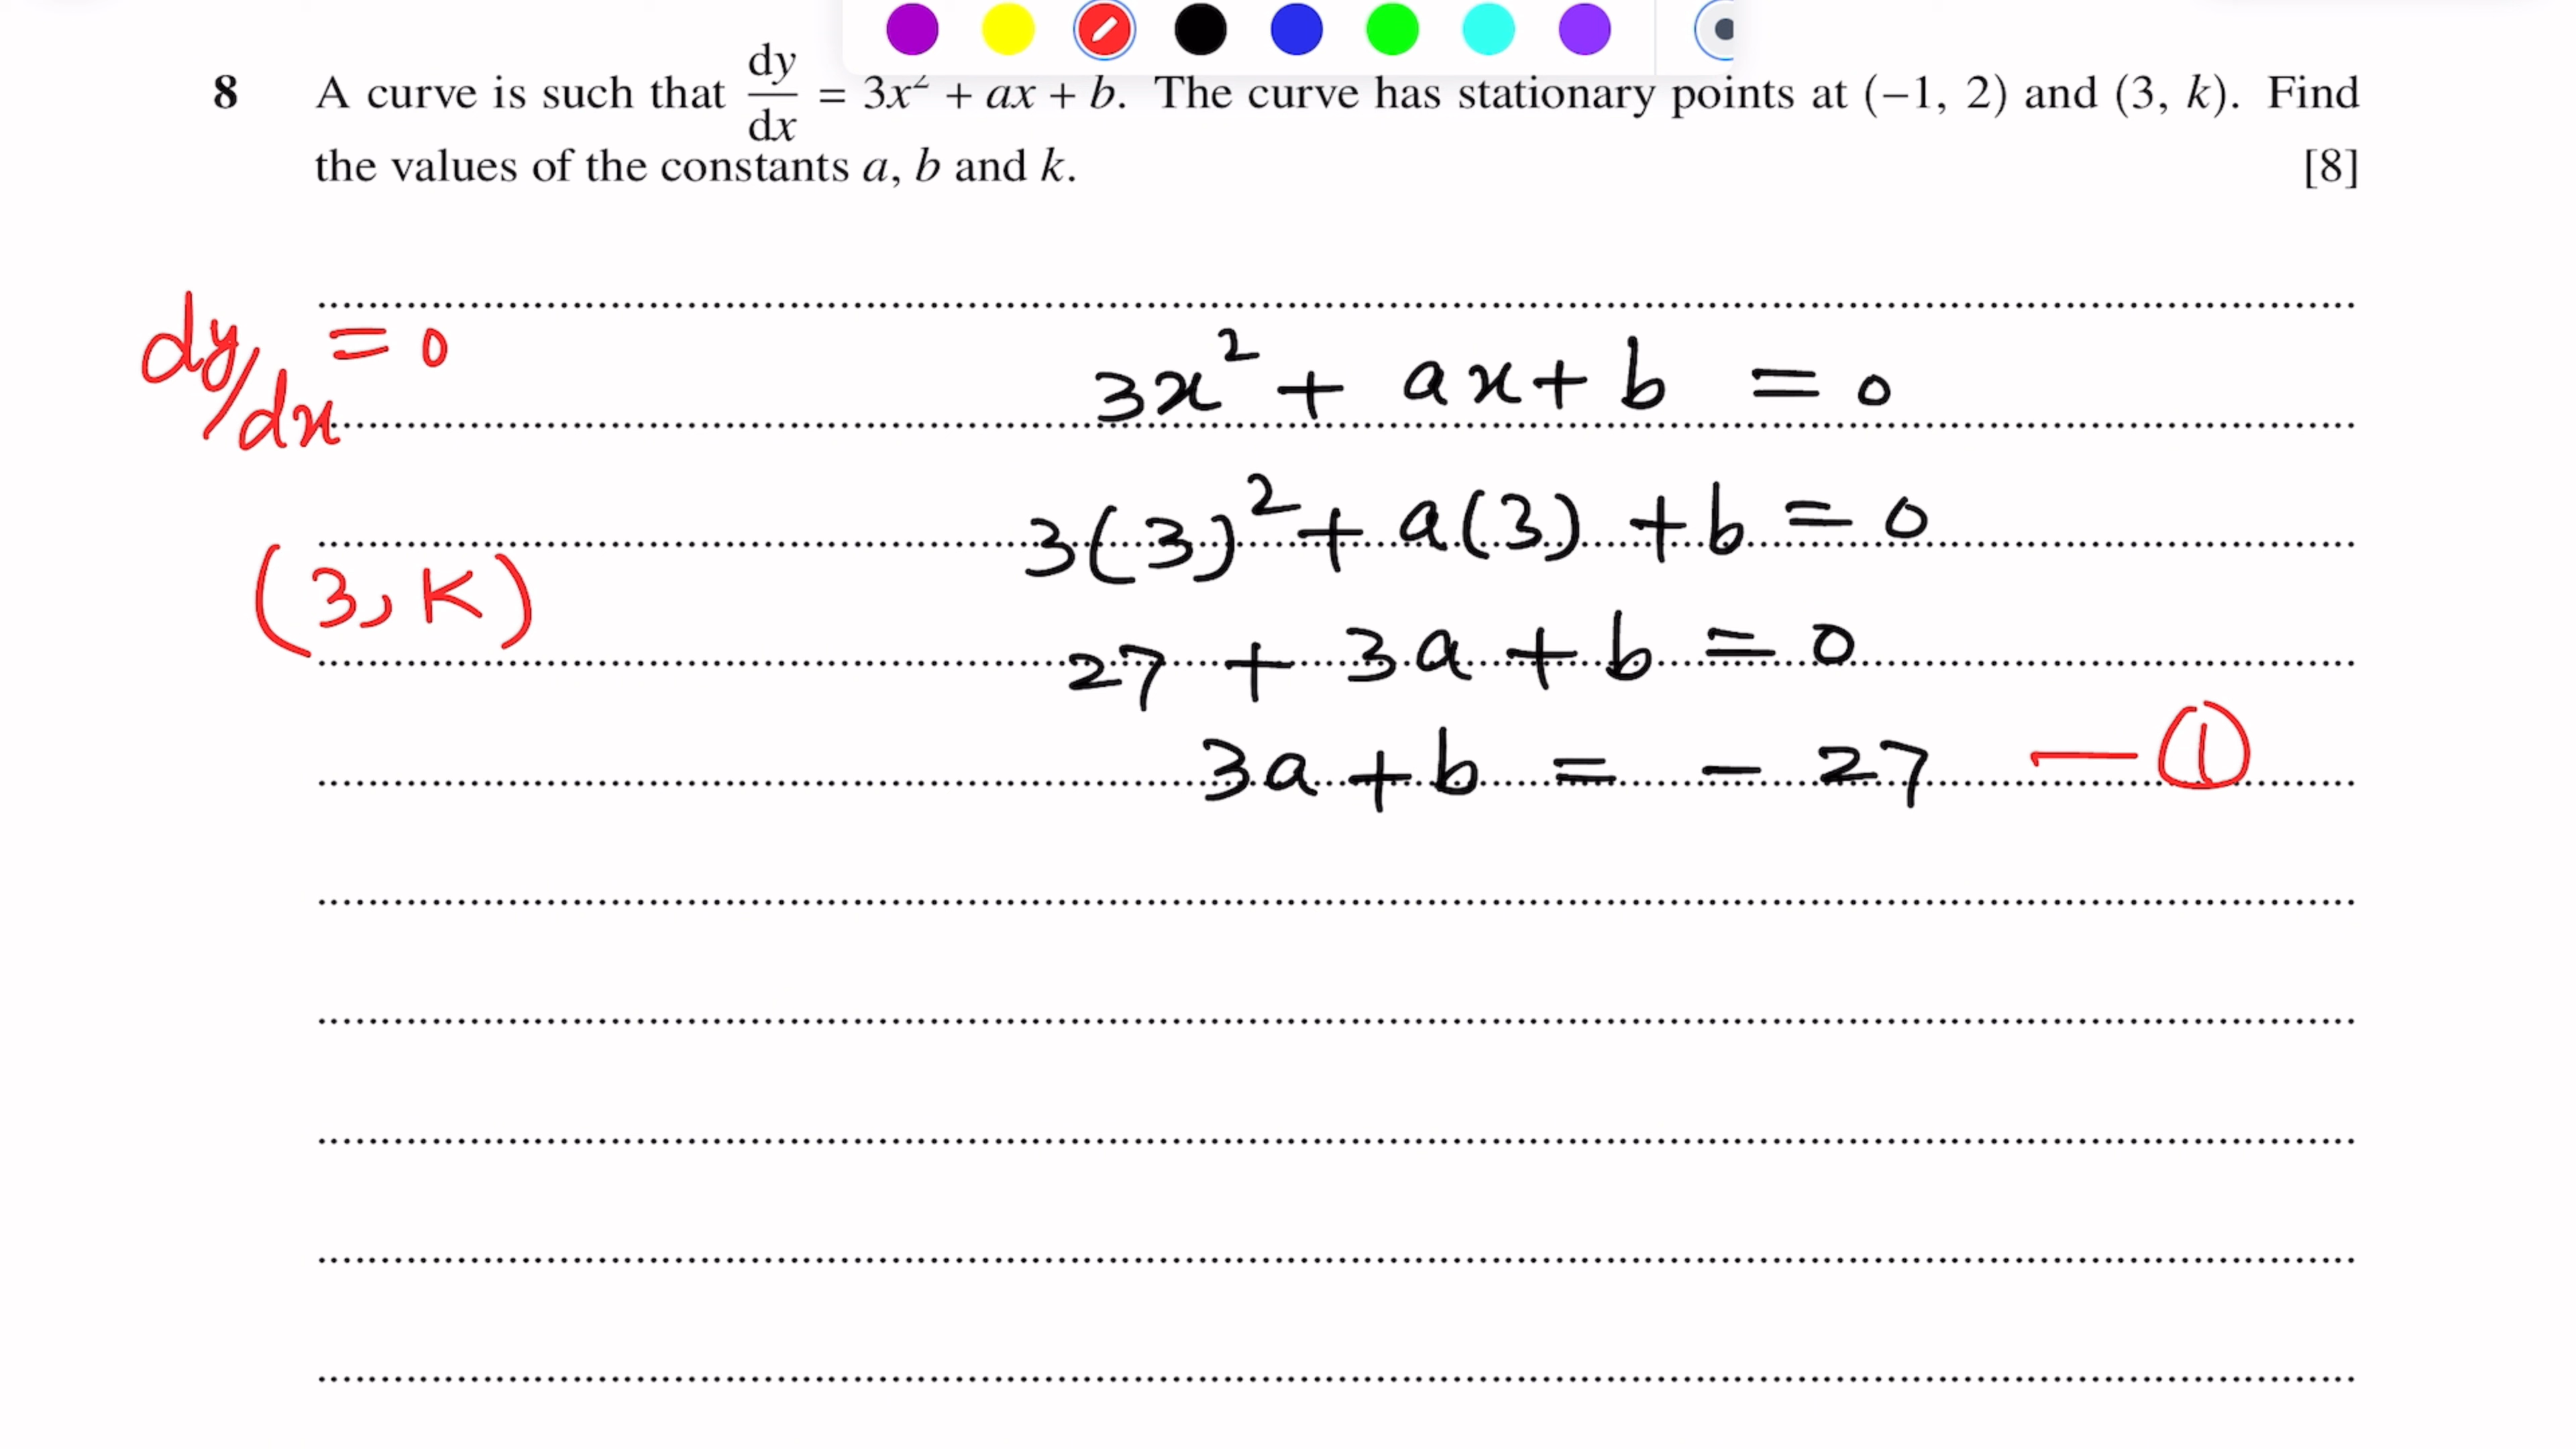 8 A curve is such that dy/dx = 3x² + ax + b. The curve has stationary points at (−1, 2) and (3, k). Find
the values of the constants a, b and k. [8]
dy/dx = 0
3x² + ax + b = 0
3(3)² + a(3) + b = 0
(3, K)
27 + 3a + b = 0
3a + b = - 27 — ①